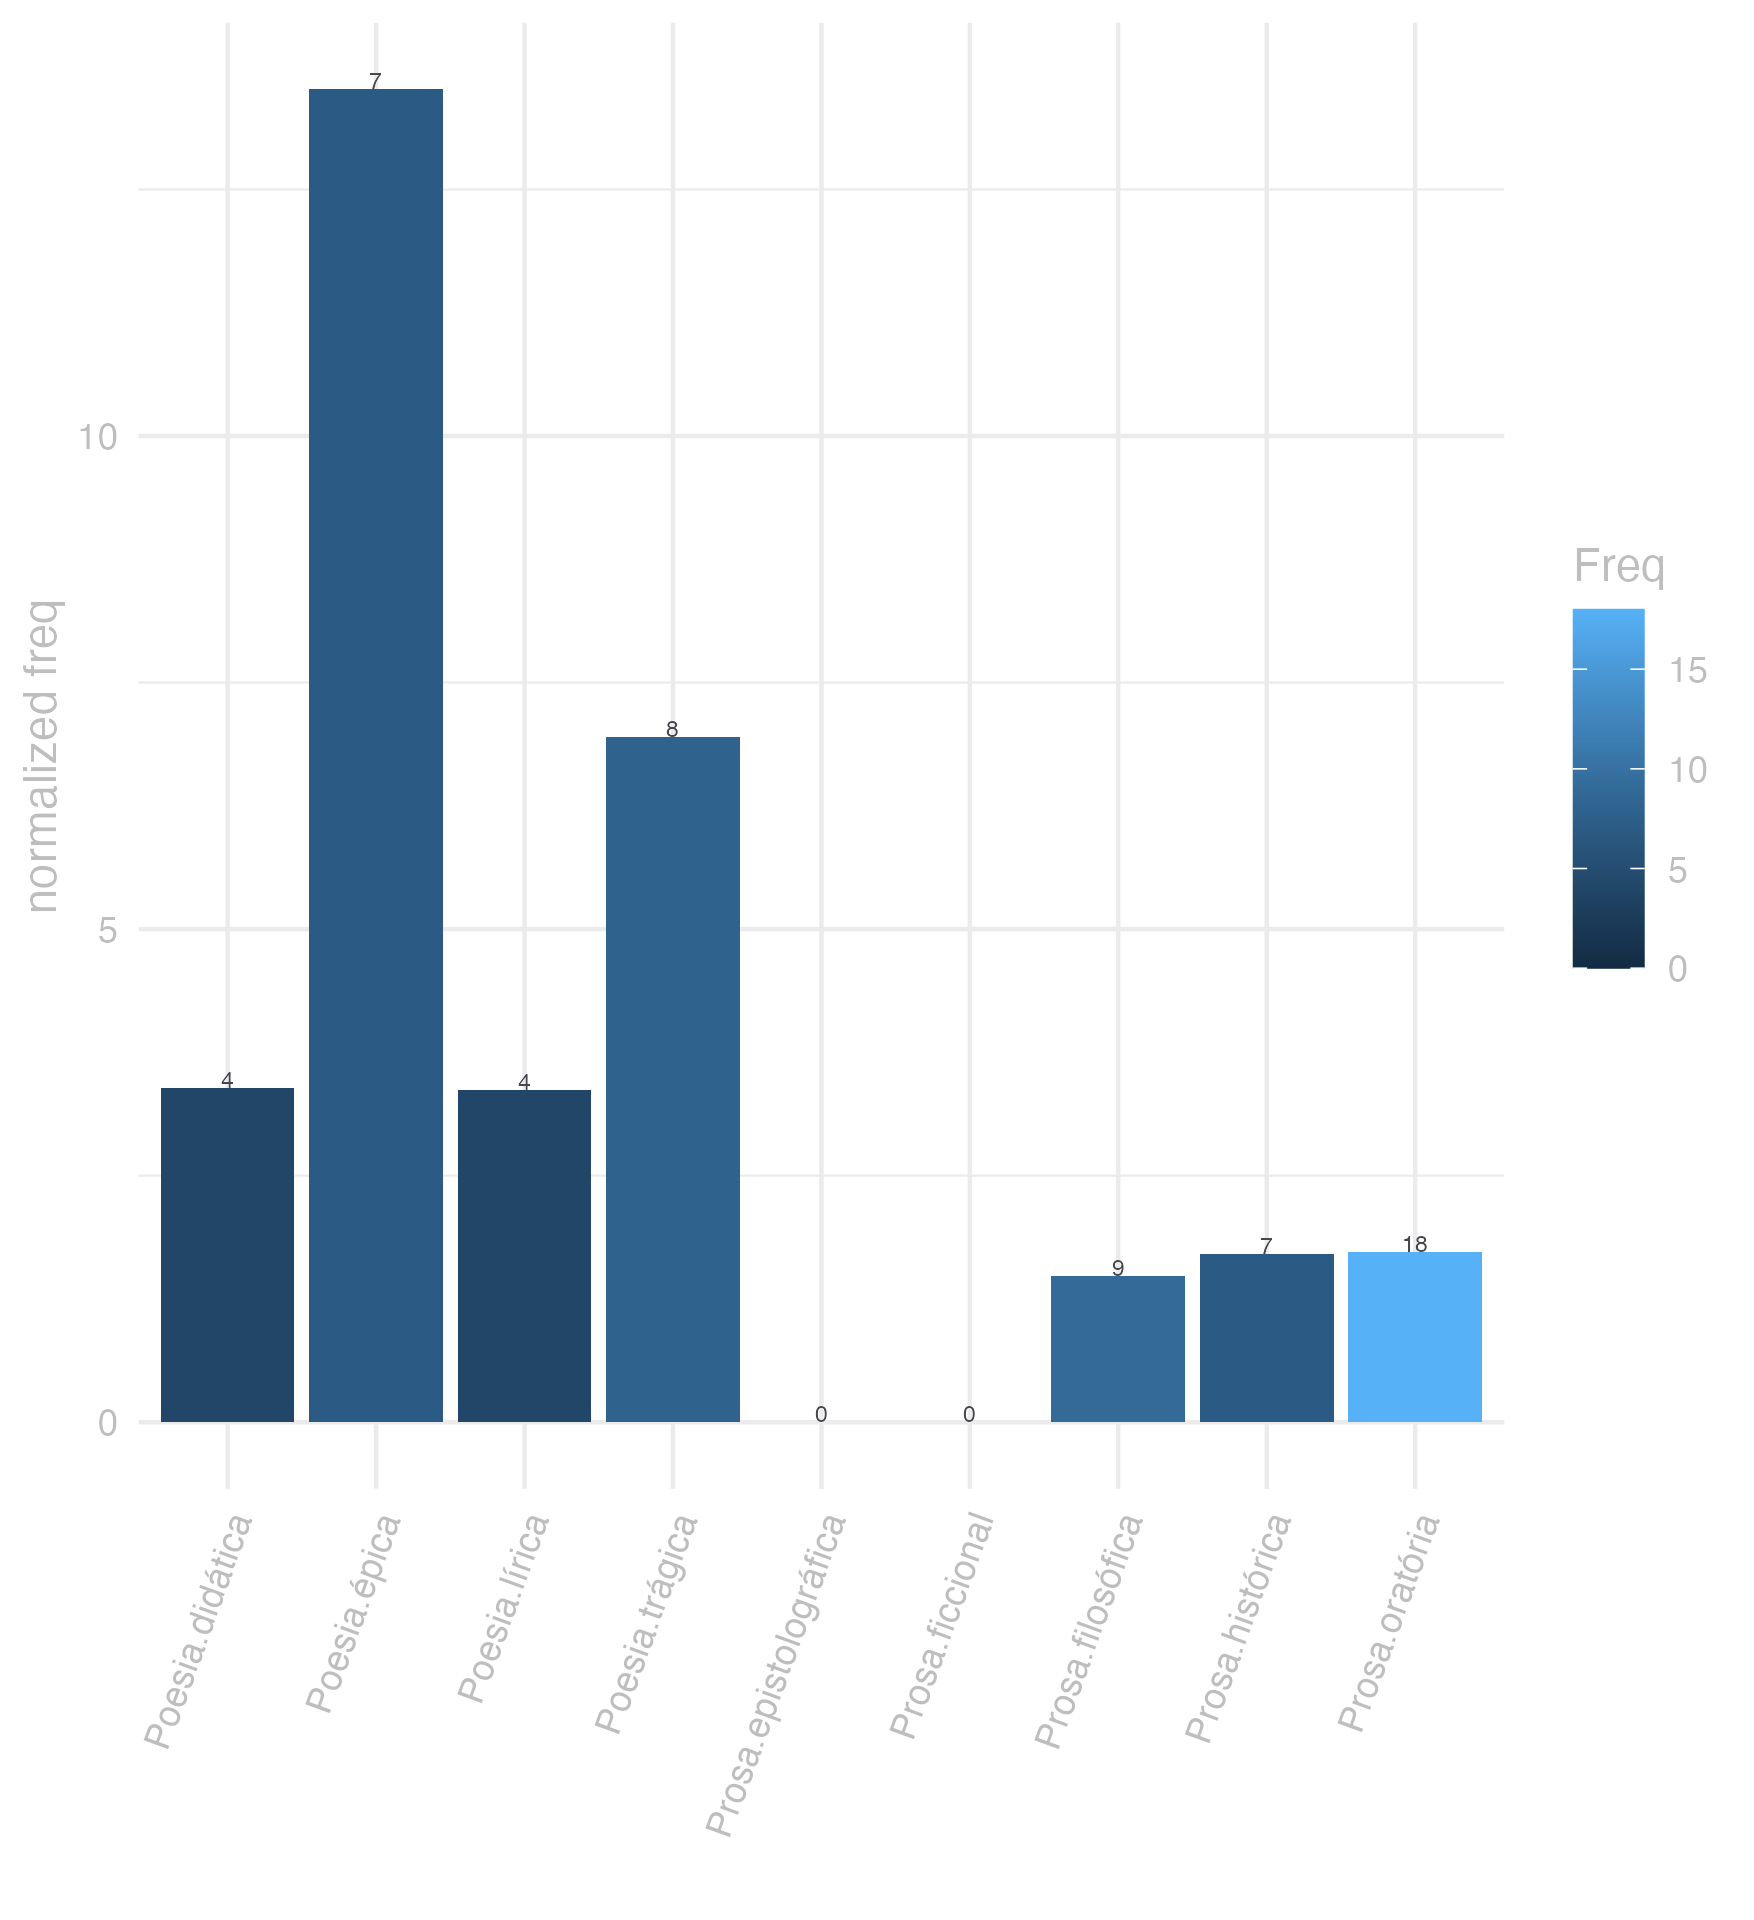 normalized freq
10
5
0
7
8
4
4
0
0
9
7
18
Poesia.didática
Poesia.épica
Poesia.lírica
Poesia.trágica
Prosa.epistolográfica
Prosa.ficcional
Prosa.filosófica
Prosa.histórica
Prosa.oratória
Freq
15
10
5
0